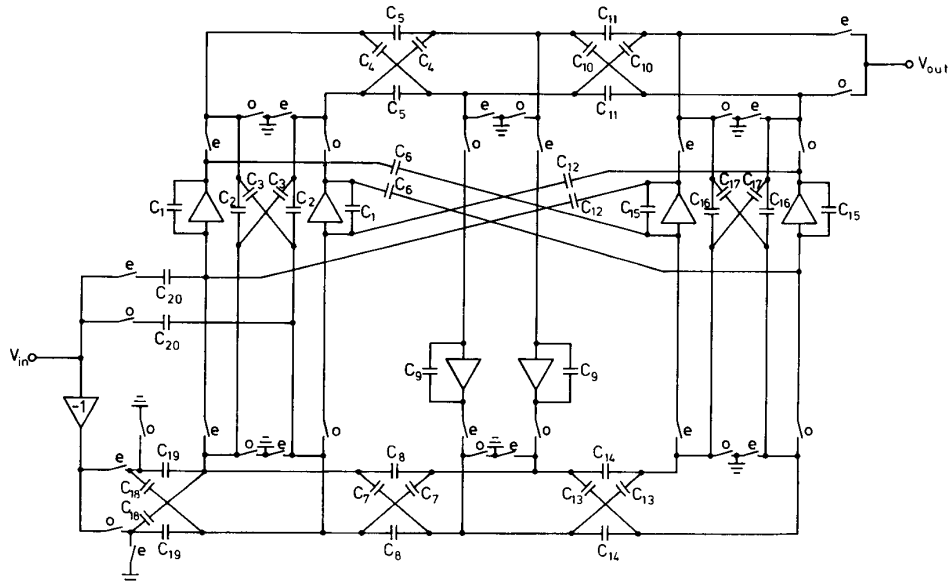 C5 C11 e
C4 C4 C10 C10 Vout
C5 C11 o
o e e o o e
e o o e e o
C6 C12
C3 C3 C6 C17 C17
C1 C2 C2 C1 C12 C15 C16 C16 C15
e
C20
o
C20
Vin
C9 C9
-1
o e o o e e o
o e o e o e
e C19 C8 C14
C18 C7 C7 C13 C13
C18
o
e C19 C8 C14